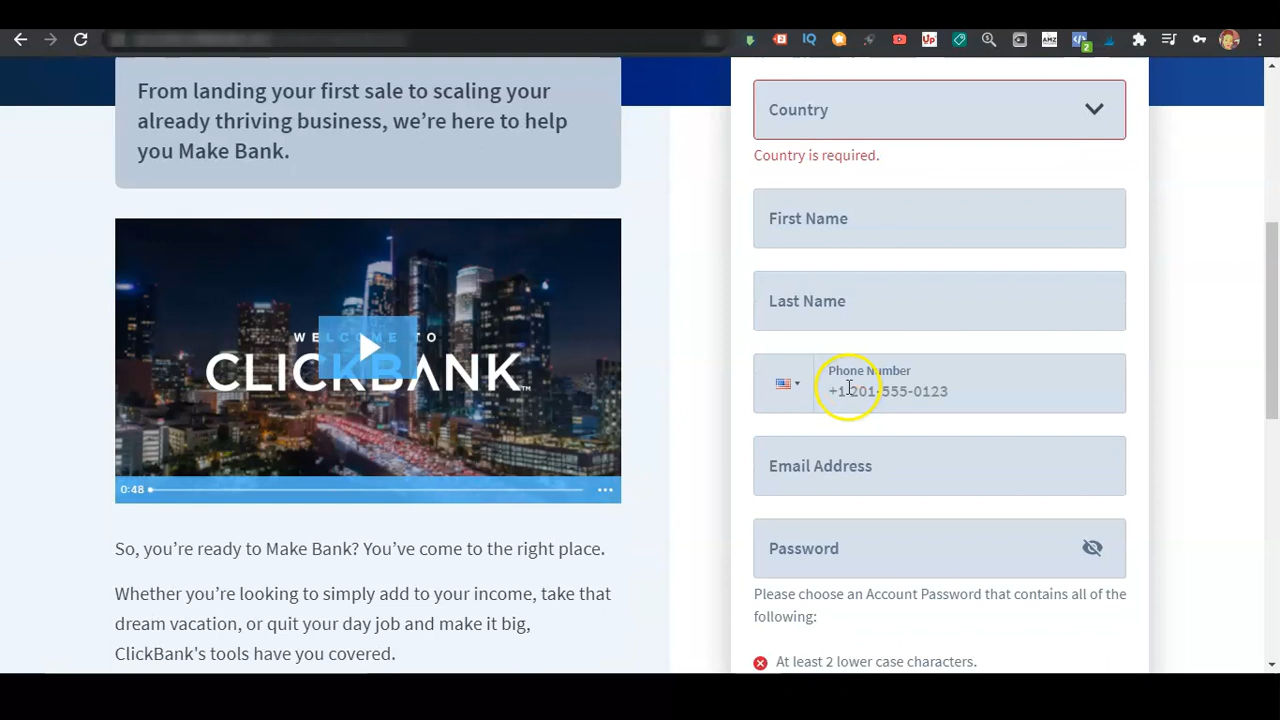 IQ
Up
AMZ
2
From landing your first sale to scaling your
already thriving business, we’re here to help
you Make Bank.
WELCOME TO
CLICKBANK
0:48
So, you’re ready to Make Bank? You’ve come to the right place.
Whether you’re looking to simply add to your income, take that
dream vacation, or quit your day job and make it big,
ClickBank's tools have you covered.
Country
Country is required.
First Name
Last Name
Phone Number
+1 201-555-0123
Email Address
Password
Please choose an Account Password that contains all of the
following:
At least 2 lower case characters.